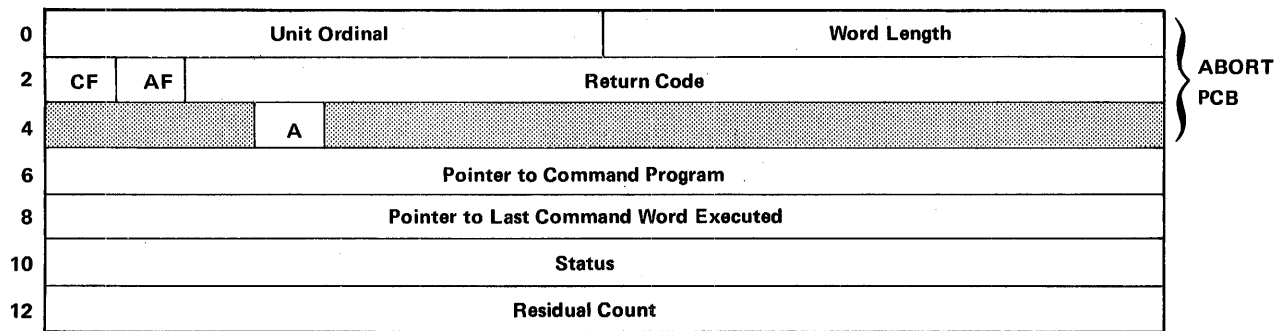 0 Unit Ordinal Word Length
2 CF AF Return Code
ABORT
PCB
4 A
6 Pointer to Command Program
8 Pointer to Last Command Word Executed
10 Status
12 Residual Count